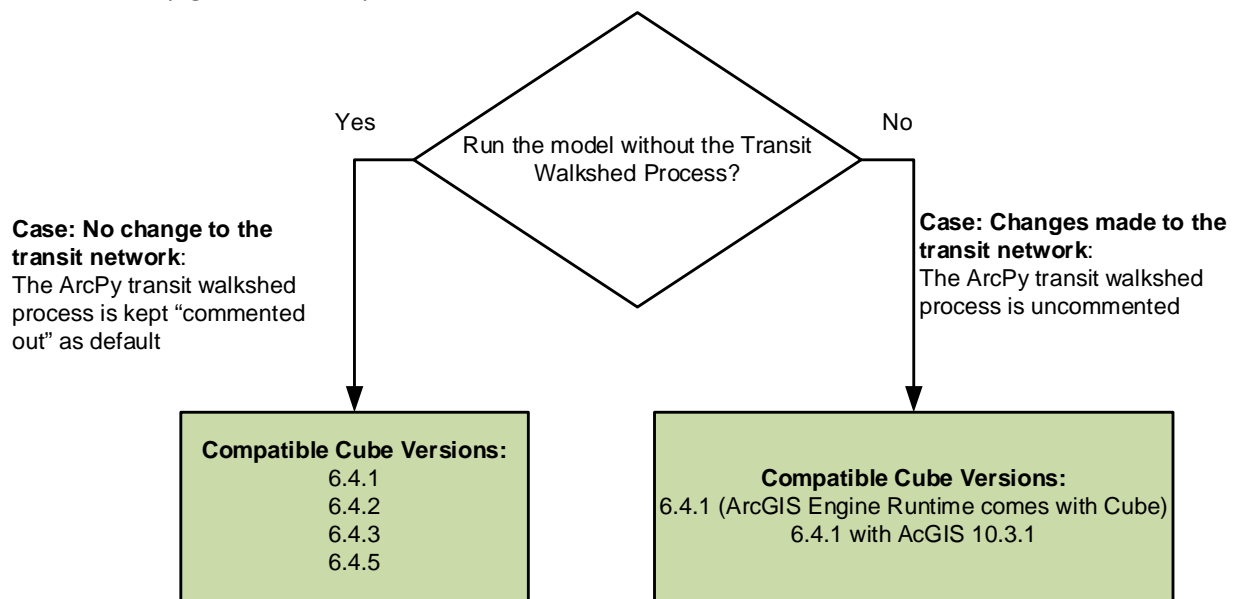 Yes
No
Run the model without the Transit
Walkshed Process?
Case: No change to the
transit network:
The ArcPy transit walkshed
process is kept “commented
out” as default
Case: Changes made to the
transit network:
The ArcPy transit walkshed
process is uncommented
Compatible Cube Versions:
6.4.1
6.4.2
6.4.3
6.4.5
Compatible Cube Versions:
6.4.1 (ArcGIS Engine Runtime comes with Cube)
6.4.1 with AcGIS 10.3.1